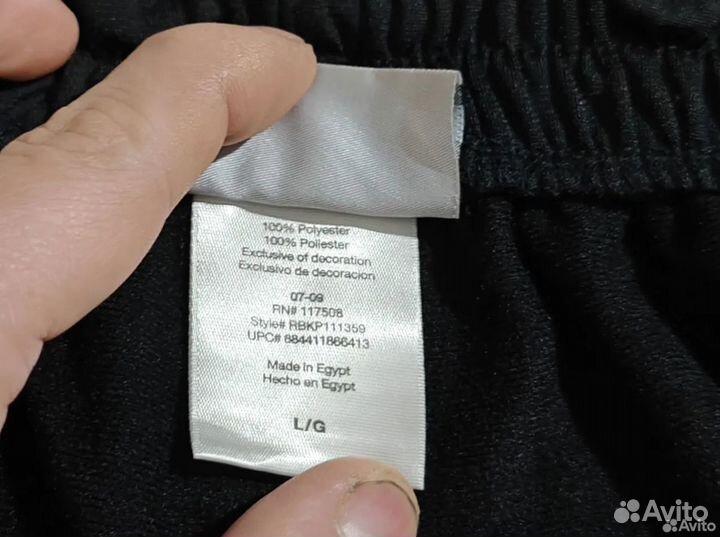 100% Polyester
100% Poliester
Exclusive of decoration
Exclusivo de decoracion
07-09
RN# 117508
Style# RBKP111359
UPC# 684411866413
Made in Egypt
Hecho en Egypt
L/G
Avito
Avito